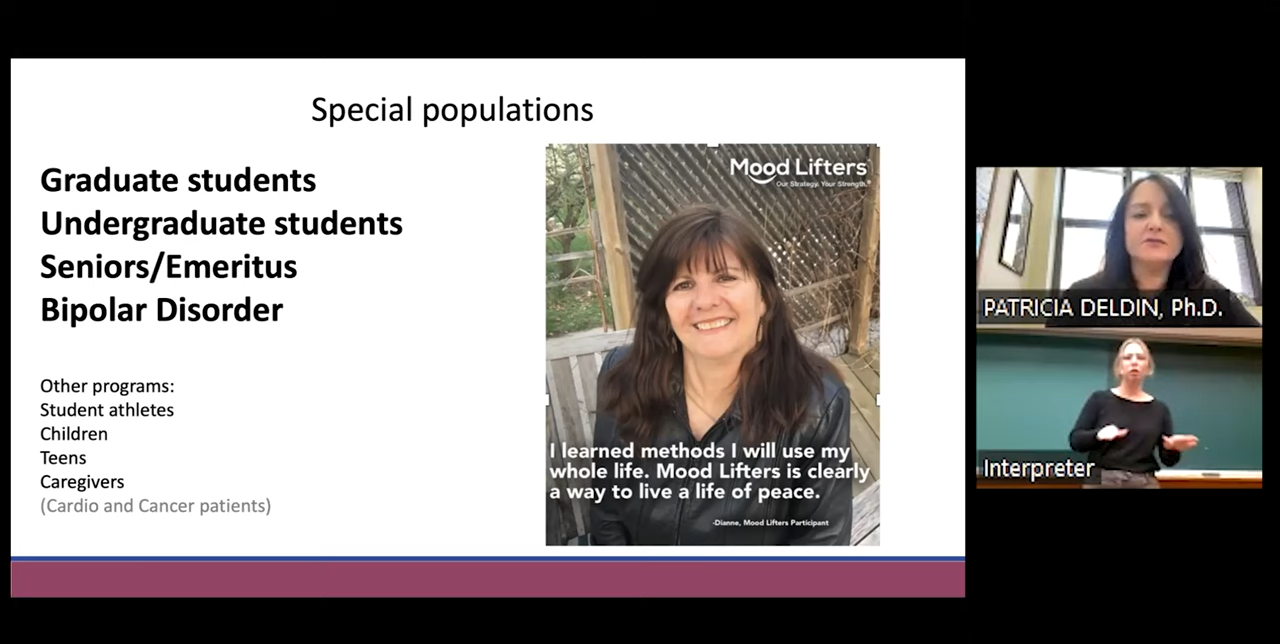 Special populations
Graduate students
Undergraduate students
Seniors/Emeritus
Bipolar Disorder
Other programs:
Student athletes
Children
Teens
Caregivers
(Cardio and Cancer patients)
Mood Lifters
Our Strategy. Your Strength.®
I learned methods I will use my
whole life. Mood Lifters is clearly
a way to live a life of peace.
-Dianne, Mood Lifters Participant
PATRICIA DELDIN, Ph.D.
Interpreter